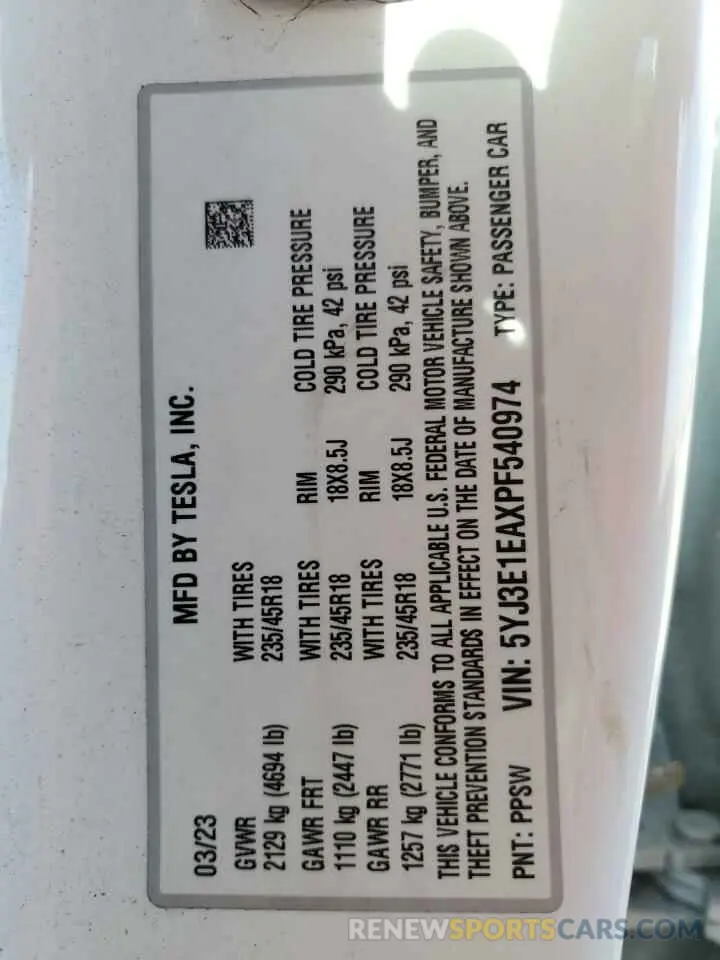 MFD BY TESLA, INC.
03/23
GVWR WITH TIRES
2129 kg (4694 lb) 235/45R18
GAWR FRT WITH TIRES RIM COLD TIRE PRESSURE
1110 kg (2447 lb) 235/45R18 18X8.5J 290 kPa, 42 psi
GAWR RR WITH TIRES RIM COLD TIRE PRESSURE
1257 kg (2771 lb) 235/45R18 18X8.5J 290 kPa, 42 psi
THIS VEHICLE CONFORMS TO ALL APPLICABLE U.S. FEDERAL MOTOR VEHICLE SAFETY, BUMPER, AND
THEFT PREVENTION STANDARDS IN EFFECT ON THE DATE OF MANUFACTURE SHOWN ABOVE.
PNT: PPSW VIN: 5YJ3E1EAXPF540974 TYPE: PASSENGER CAR
RENEWSPORTSCARS.COM